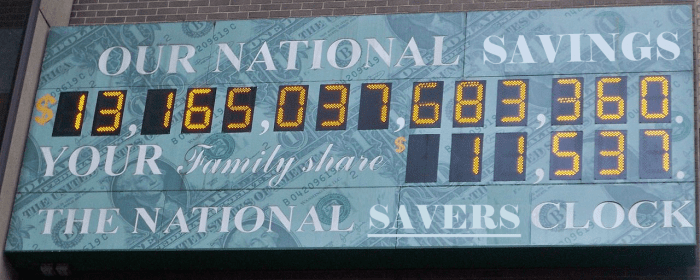 OUR NATIONAL SAVINGS
$13,165,037,683,360.
YOUR Family share $11,537.
THE NATIONAL SAVERS CLOCK